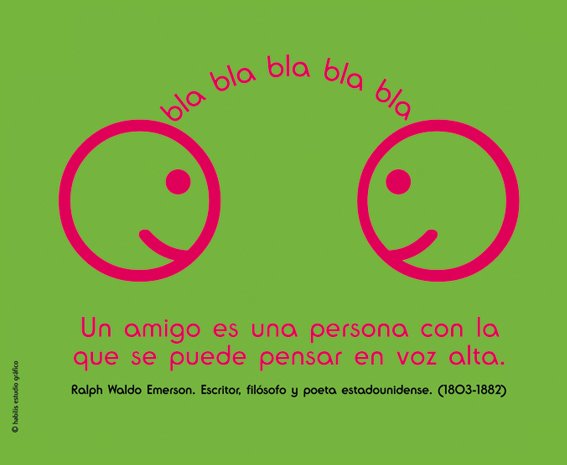 bla bla bla bla bla
Un amigo es una persona con la
que se puede pensar en voz alta.
Ralph Waldo Emerson. Escritor, filósofo y poeta estadounidense. (1803-1882)
© habilis estudio gráfico